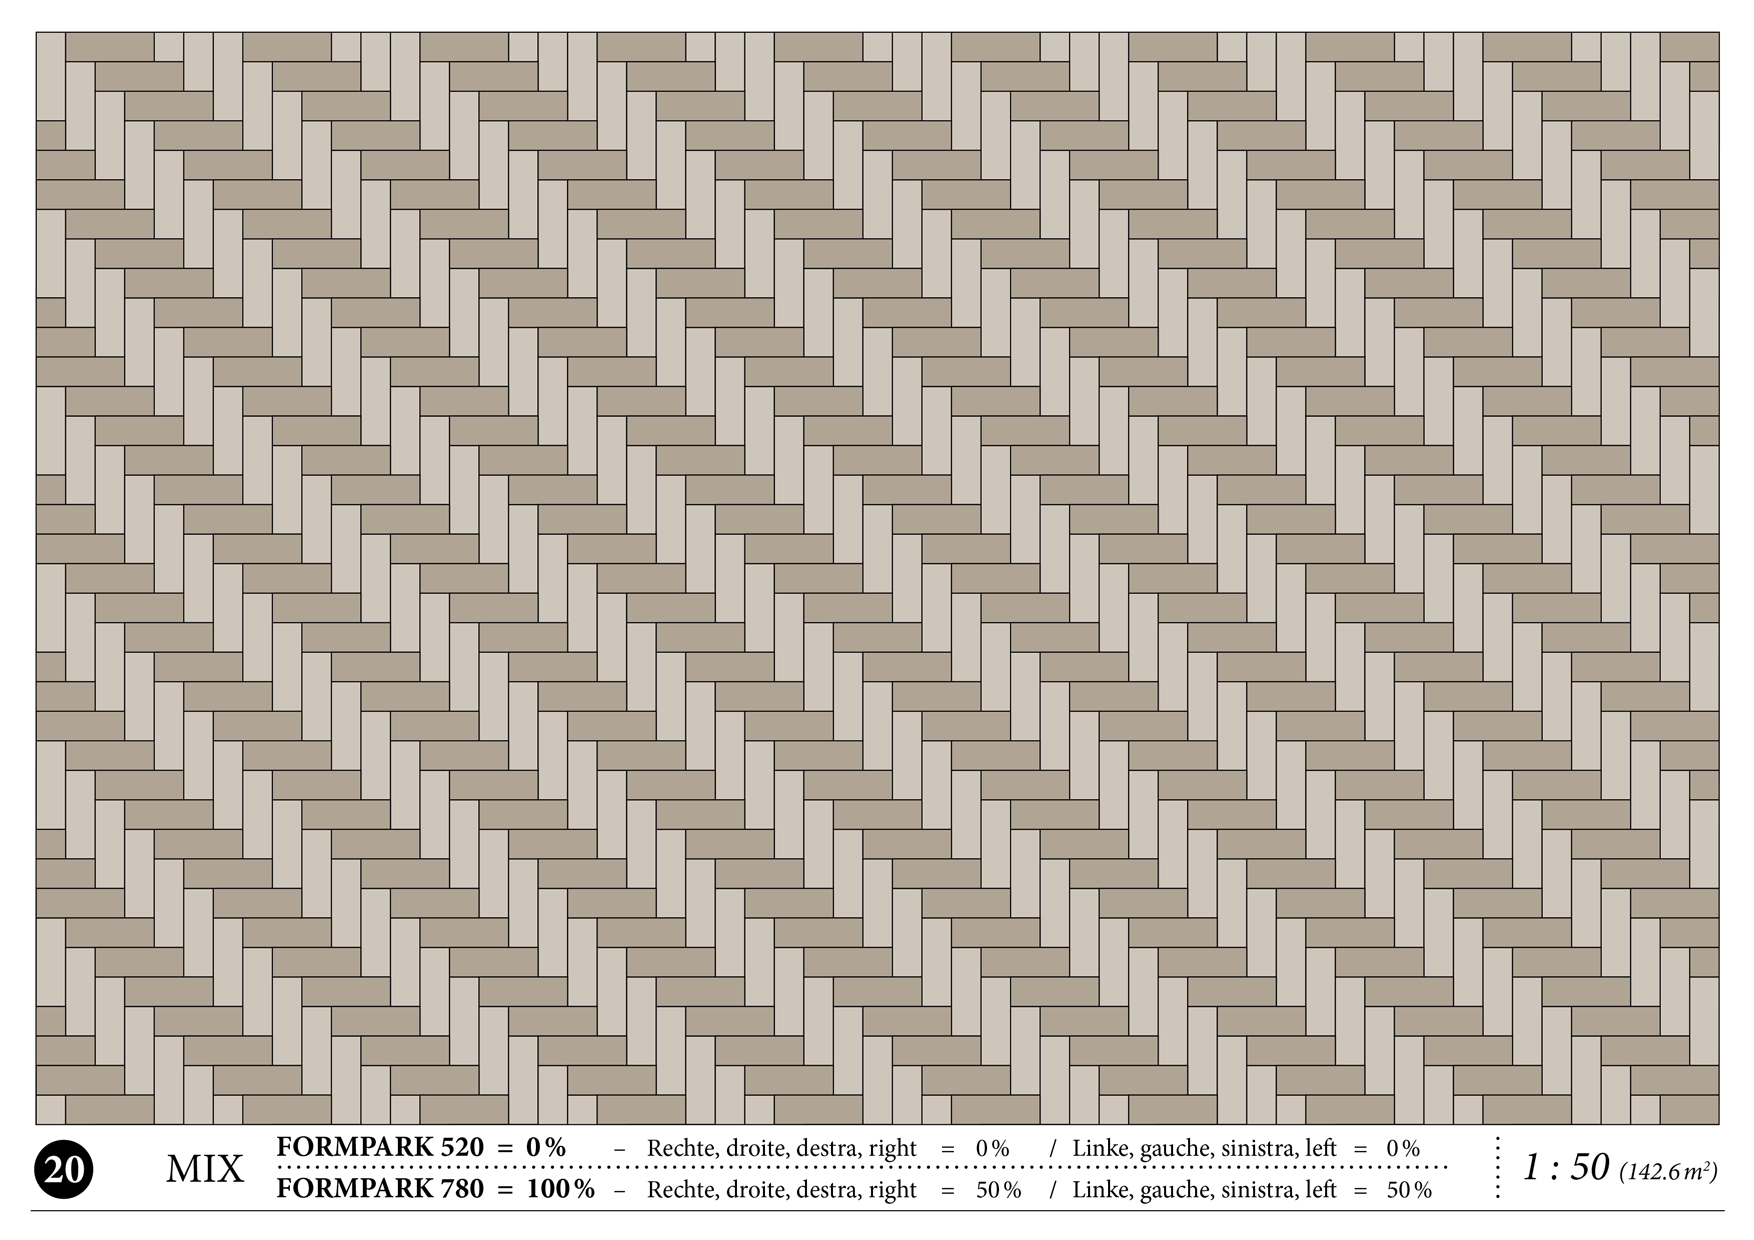 20 MIX
FORMPARK 520 = 0% – Rechte, droite, destra, right = 0% / Linke, gauche, sinistra, left = 0%
FORMPARK 780 = 100% – Rechte, droite, destra, right = 50% / Linke, gauche, sinistra, left = 50%
1 : 50 (142.6 m²)